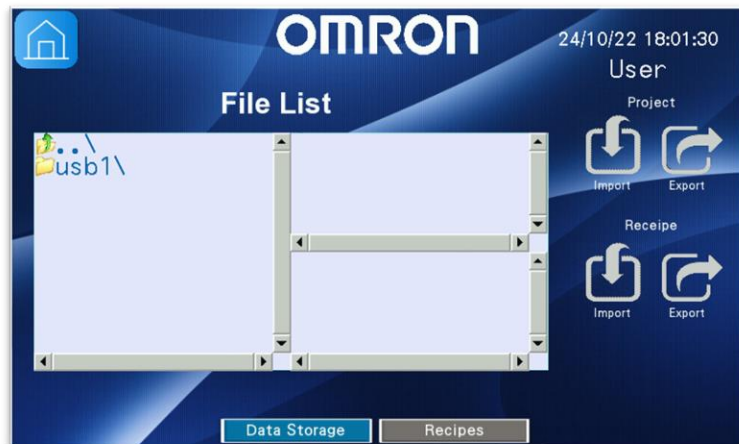 OMRON
24/10/22 18:01:30
User
File List
Project
..\
usb1\
Import Export
Receipe
Import Export
Data Storage Recipes